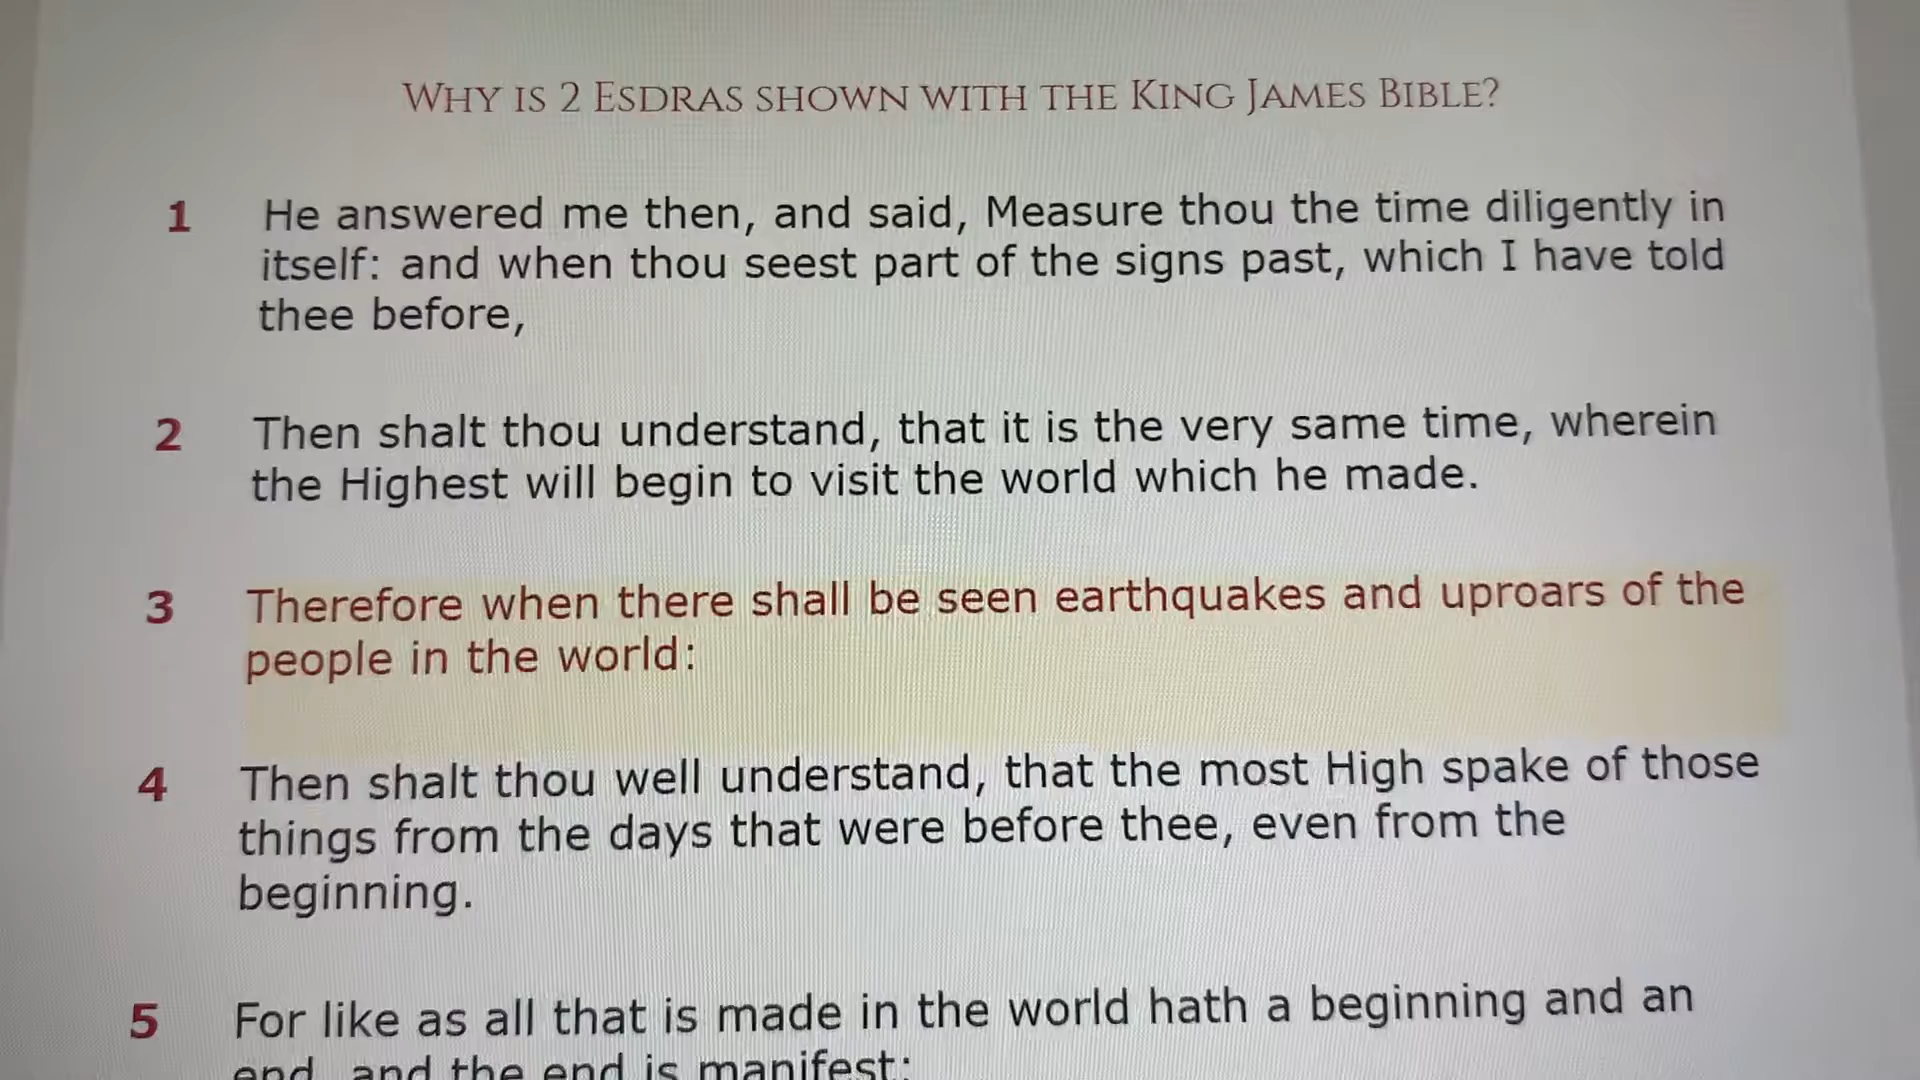 WHY IS 2 ESDRAS SHOWN WITH THE KING JAMES BIBLE?
1 He answered me then, and said, Measure thou the time diligently in
itself: and when thou seest part of the signs past, which I have told
thee before,
2 Then shalt thou understand, that it is the very same time, wherein
the Highest will begin to visit the world which he made.
3 Therefore when there shall be seen earthquakes and uproars of the
people in the world:
4 Then shalt thou well understand, that the most High spake of those
things from the days that were before thee, even from the
beginning.
5 For like as all that is made in the world hath a beginning and an
end, and the end is manifest: